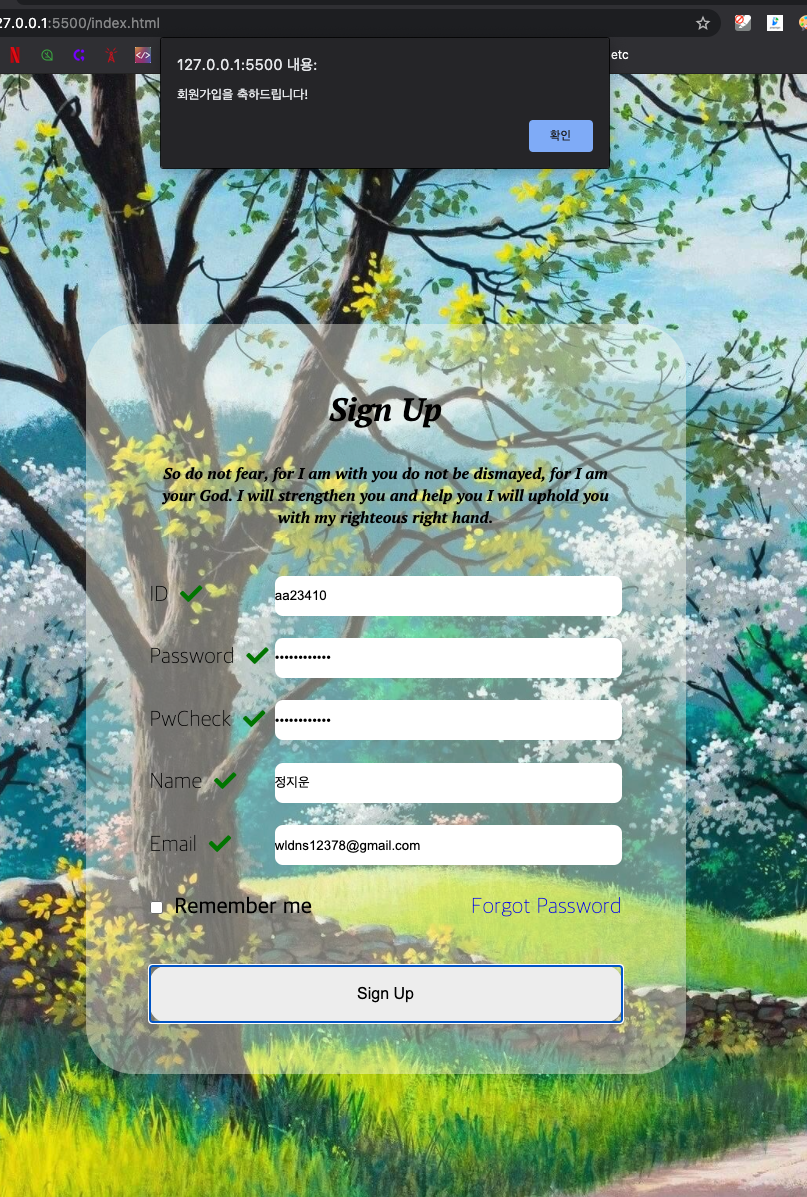 27.0.0.1:5500/index.html
etc
127.0.0.1:5500 내용:
회원가입을 축하드립니다!
확인
Sign Up
So do not fear, for I am with you do not be dismayed, for I am
your God. I will strengthen you and help you I will uphold you
with my righteous right hand.
ID aa23410
Password ••••••••••••
PwCheck ••••••••••••
Name 정지운
Email wldns12378@gmail.com
Remember me Forgot Password
Sign Up